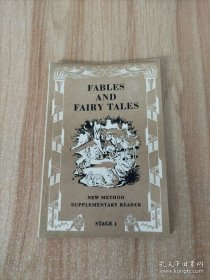 FABLES
AND
FAIRY TALES
NEW METHOD
SUPPLEMENTARY READER
STAGE 1